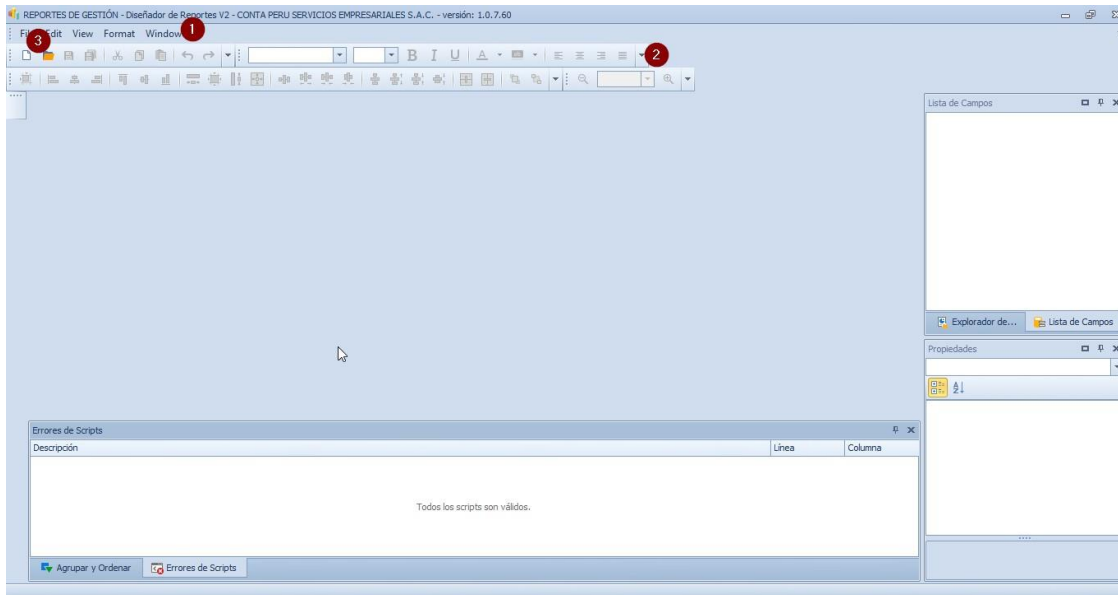 REPORTES DE GESTIÓN - Diseñador de Reportes V2 - CONTA PERU SERVICIOS EMPRESARIALES S.A.C. - versión: 1.0.7.60
Edit View Format Window 1
3
B I U A 2
Lista de Campos
Explorador de... Lista de Campos
Propiedades
Errores de Scripts
Descripción Línea Columna
Todos los scripts son válidos.
Agrupar y Ordenar Errores de Scripts